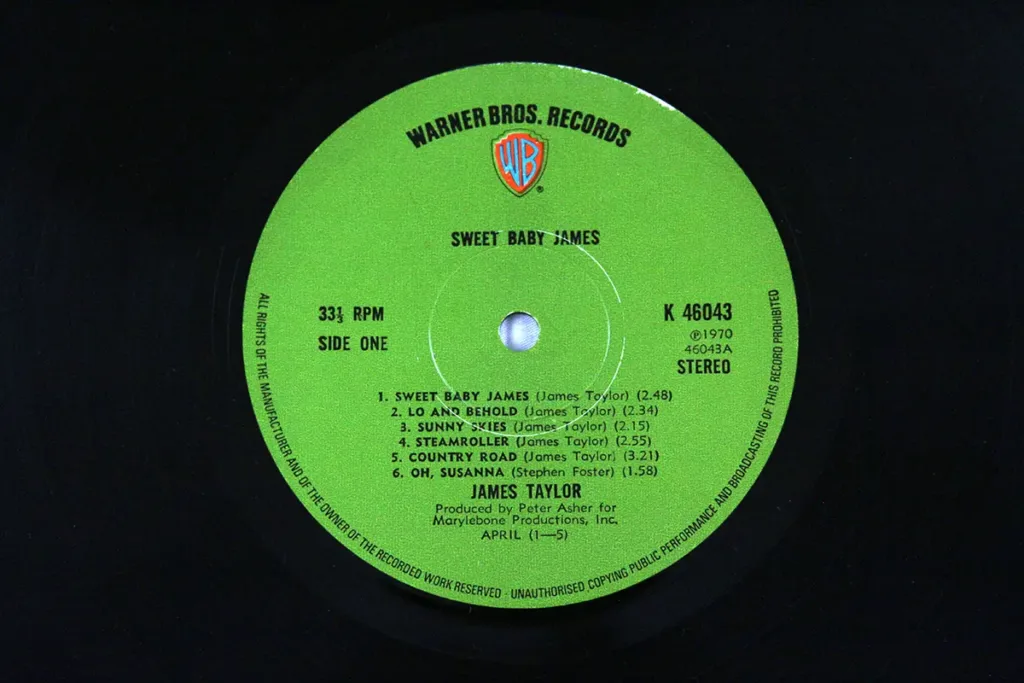 WARNER BROS. RECORDS
WB
®
SWEET BABY JAMES
33⅓ RPM
SIDE ONE
K 46043
℗1970
46043A
STEREO
1. SWEET BABY JAMES (James Taylor) (2.48)
2. LO AND BEHOLD (James Taylor) (2.34)
3. SUNNY SKIES (James Taylor) (2.15)
4. STEAMROLLER (James Taylor) (2.55)
5. COUNTRY ROAD (James Taylor) (3.21)
6. OH, SUSANNA (Stephen Foster) (1.58)
JAMES TAYLOR
Produced by Peter Asher for
Marylebone Productions, Inc.
APRIL (1—5)
ALL RIGHTS OF THE MANUFACTURER AND OF THE OWNER OF THE RECORDED WORK RESERVED · UNAUTHORISED COPYING PUBLIC PERFORMANCE AND BROADCASTING OF THIS RECORD PROHIBITED